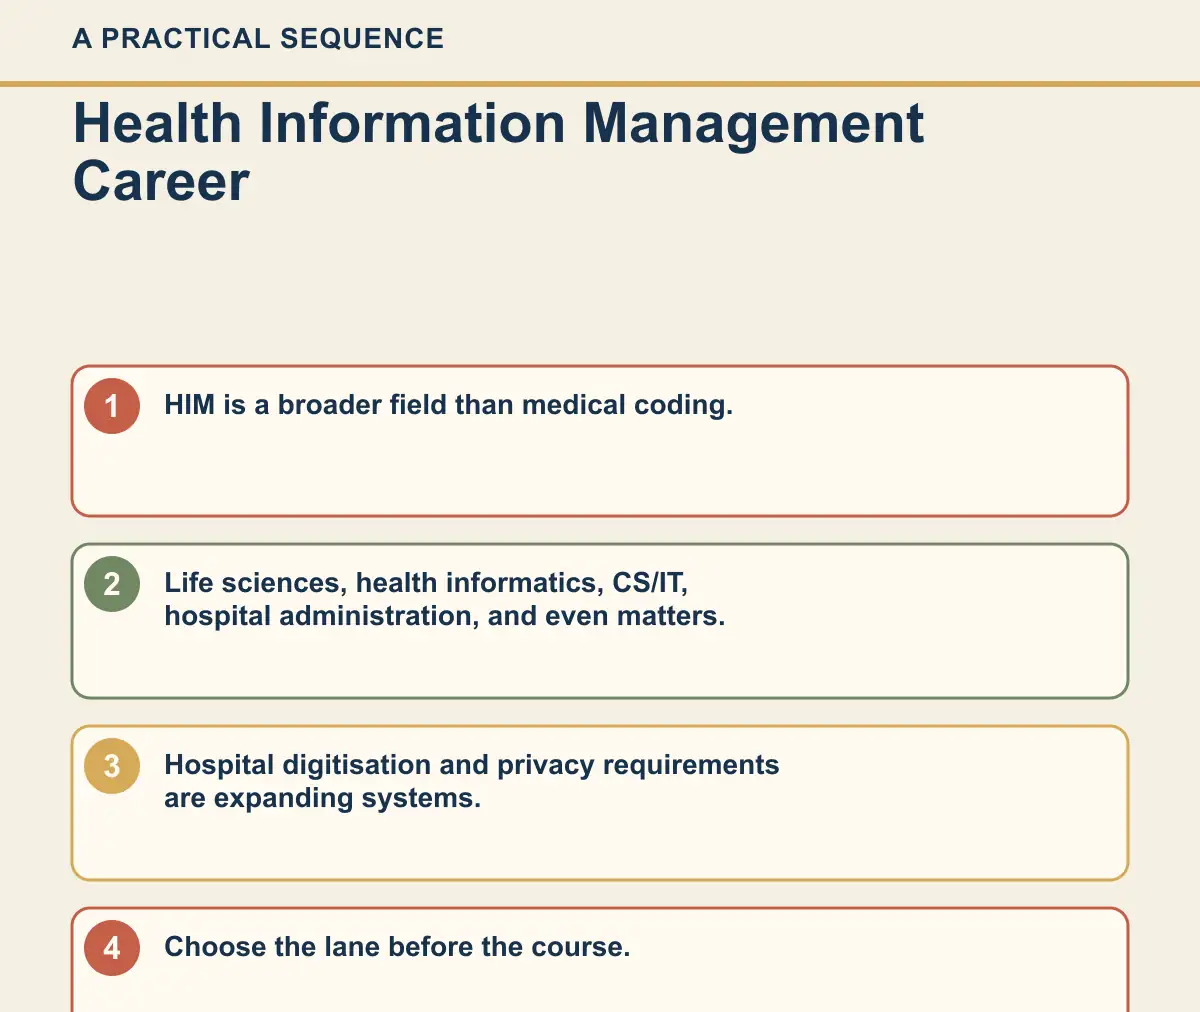 A PRACTICAL SEQUENCE
Health Information Management
Career
1
HIM is a broader field than medical coding.
2
Life sciences, health informatics, CS/IT,
hospital administration, and even matters.
3
Hospital digitisation and privacy requirements
are expanding systems.
4
Choose the lane before the course.